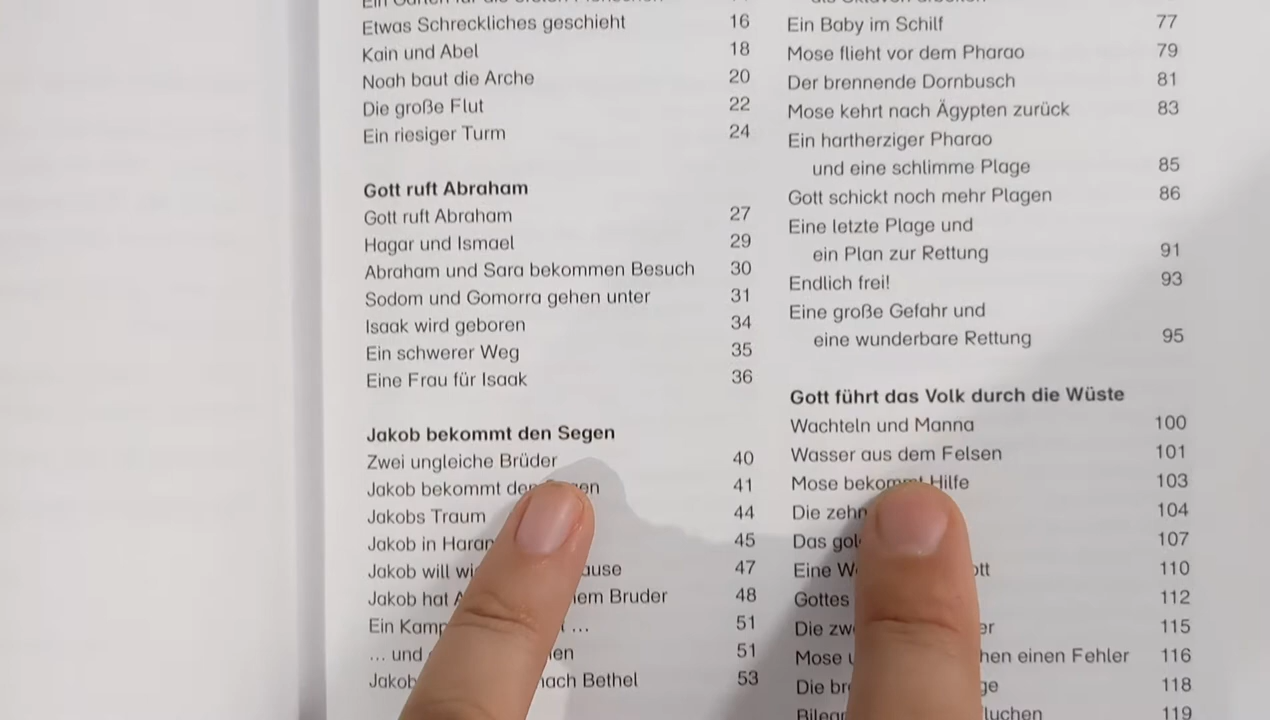 Etwas Schreckliches geschieht 16
Kain und Abel 18
Noah baut die Arche 20
Die große Flut 22
Ein riesiger Turm 24
Gott ruft Abraham
Gott ruft Abraham 27
Hagar und Ismael 29
Abraham und Sara bekommen Besuch 30
Sodom und Gomorra gehen unter 31
Isaak wird geboren 34
Ein schwerer Weg 35
Eine Frau für Isaak 36
Jakob bekommt den Segen
Zwei ungleiche Brüder 40
Jakob bekommt den Segen 41
Jakobs Traum 44
Jakob in Haran 45
Jakob will 47
Jakob hat Bruder 48
Ein 51
... und 51
nach Bethel 53
Ein Baby im Schilf 77
Mose flieht vor dem Pharao 79
Der brennende Dornbusch 81
Mose kehrt nach Ägypten zurück 83
Ein hartherziger Pharao
und eine schlimme Plage 85
Gott schickt noch mehr Plagen 86
Eine letzte Plage und
ein Plan zur Rettung 91
Endlich frei! 93
Eine große Gefahr und
eine wunderbare Rettung 95
Gott führt das Volk durch die Wüste
Wachteln und Manna 100
Wasser aus dem Felsen 101
Mose bekommt Hilfe 103
Die zehn 104
Das 107
Eine 110
Gottes 112
Die 115
Mose einen Fehler 116
Die 118
119